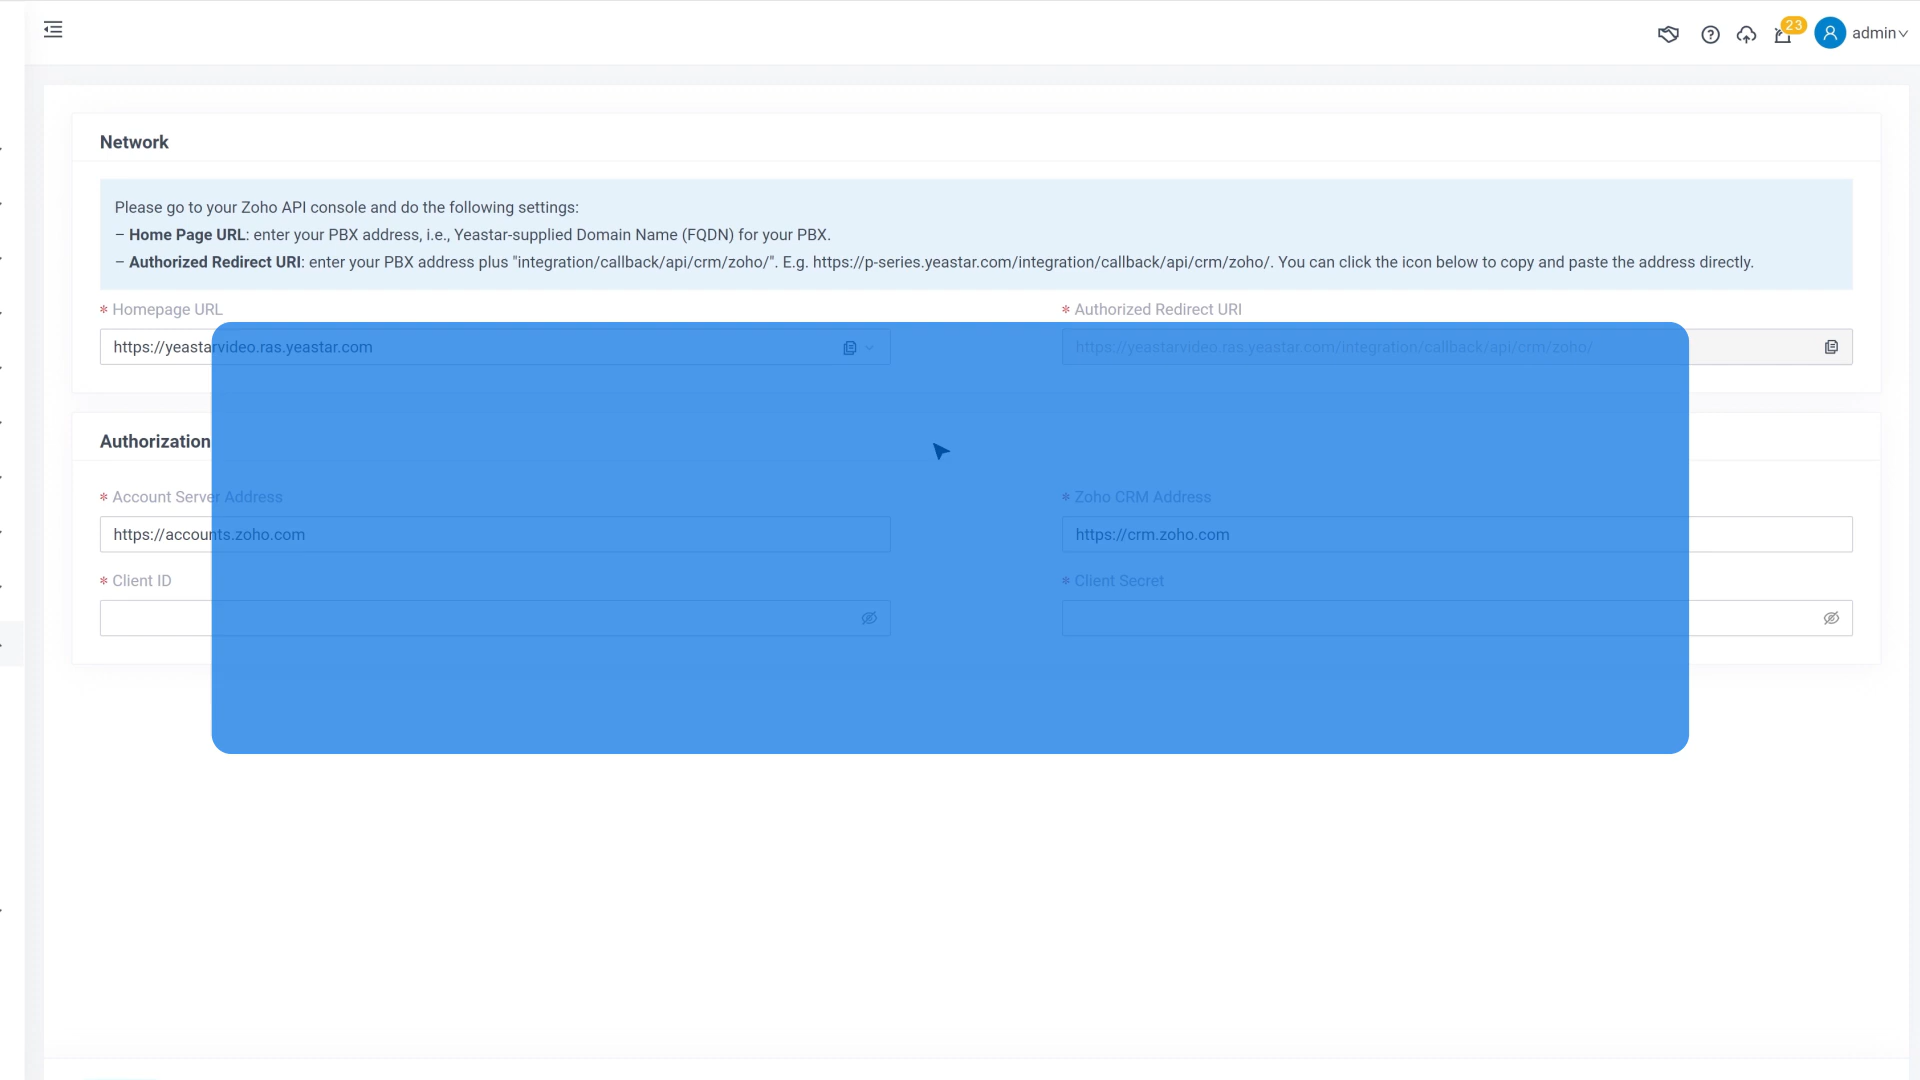 23
admin
Network
Please go to your Zoho API console and do the following settings:
– Home Page URL: enter your PBX address, i.e., Yeastar-supplied Domain Name (FQDN) for your PBX.
– Authorized Redirect URI: enter your PBX address plus "integration/callback/api/crm/zoho/". E.g. https://p-series.yeastar.com/integration/callback/api/crm/zoho/. You can click the icon below to copy and paste the address directly.
* Homepage URL
* Authorized Redirect URI
https://yeastarvideo.ras.yeastar.com
https://yeastarvideo.ras.yeastar.com/integration/callback/api/crm/zoho/
Authorization
* Account Server Address
* Zoho CRM Address
https://accounts.zoho.com
https://crm.zoho.com
* Client ID
* Client Secret